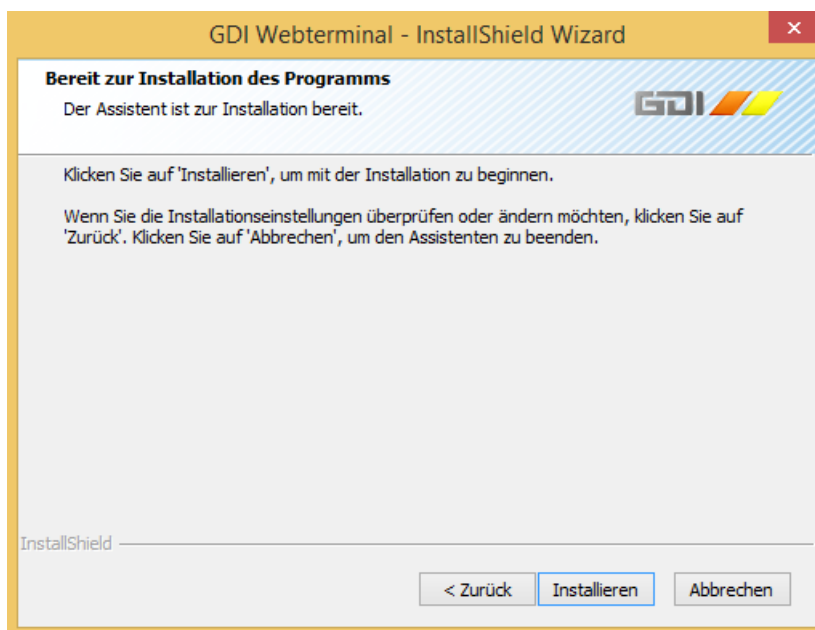 GDI Webterminal - InstallShield Wizard
Bereit zur Installation des Programms
Der Assistent ist zur Installation bereit.
GDI
Klicken Sie auf 'Installieren', um mit der Installation zu beginnen.
Wenn Sie die Installationseinstellungen überprüfen oder ändern möchten, klicken Sie auf
'Zurück'. Klicken Sie auf 'Abbrechen', um den Assistenten zu beenden.
InstallShield
< Zurück Installieren Abbrechen